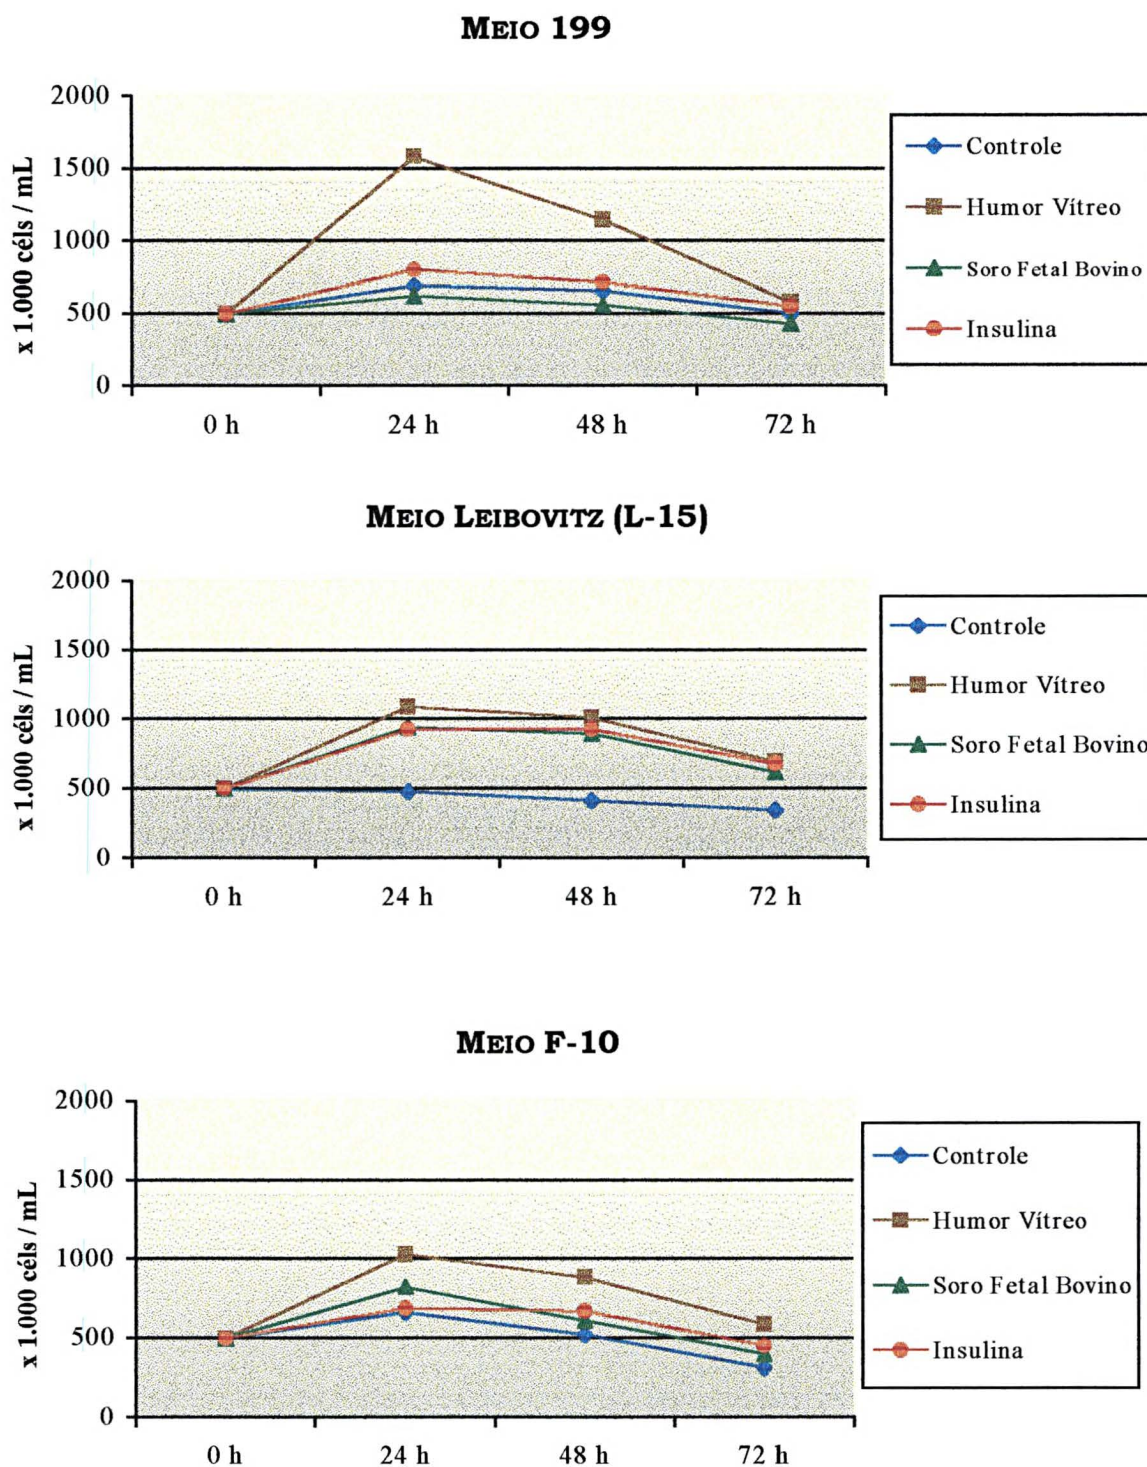 MEIO 199
x 1.000 céls / mL
2000
1500
1000
500
0
0 h 24 h 48 h 72 h
Controle
Humor Vítreo
Soro Fetal Bovino
Insulina
MEIO LEIBOVITZ (L-15)
x 1.000 céls / mL
2000
1500
1000
500
0
0 h 24 h 48 h 72 h
Controle
Humor Vítreo
Soro Fetal Bovino
Insulina
MEIO F-10
x 1.000 céls / mL
2000
1500
1000
500
0
0 h 24 h 48 h 72 h
Controle
Humor Vítreo
Soro Fetal Bovino
Insulina